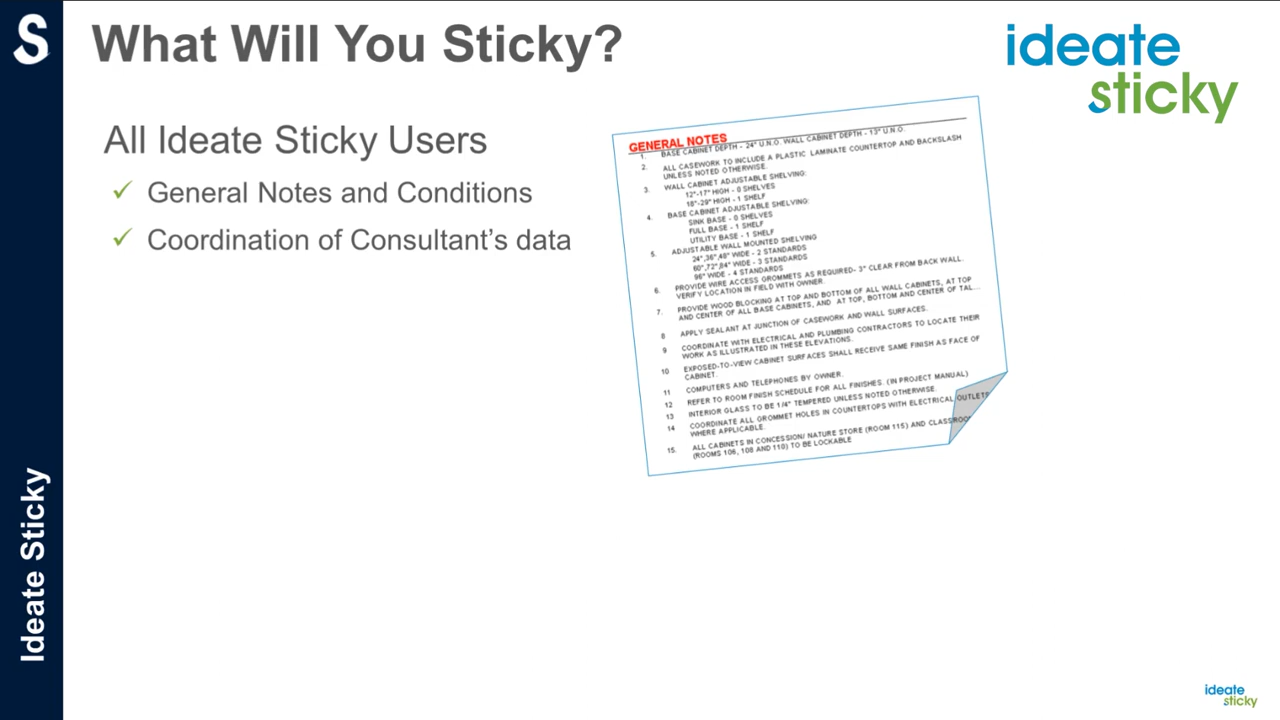 S
What Will You Sticky?
ideate
sticky
All Ideate Sticky Users
✓ General Notes and Conditions
✓ Coordination of Consultant's data
GENERAL NOTES
1. BASE CABINET DEPTH - 24" U.N.O. WALL CABINET DEPTH - 13" U.N.O.
2. ALL CASEWORK TO INCLUDE A PLASTIC LAMINATE COUNTERTOP AND BACKSLASH
UNLESS NOTED OTHERWISE.
3. WALL CABINET ADJUSTABLE SHELVING:
12"-17" HIGH - 0 SHELVES
18"-29" HIGH - 1 SHELF
4. BASE CABINET ADJUSTABLE SHELVING:
SINK BASE - 0 SHELVES
FULL BASE - 1 SHELF
UTILITY BASE - 1 SHELF
5. ADJUSTABLE WALL MOUNTED SHELVING
24",36",48" WIDE - 2 STANDARDS
60",72",84" WIDE - 3 STANDARDS
96" WIDE - 4 STANDARDS
6. PROVIDE WIRE ACCESS GROMMETS AS REQUIRED- 3" CLEAR FROM BACK WALL.
VERIFY LOCATION IN FIELD WITH OWNER.
7. PROVIDE WOOD BLOCKING AT TOP AND BOTTOM OF ALL WALL CABINETS, AT TOP
AND CENTER OF ALL BASE CABINETS, AND AT TOP, BOTTOM AND CENTER OF TAL...
8 APPLY SEALANT AT JUNCTION OF CASEWORK AND WALL SURFACES.
9 COORDINATE WITH ELECTRICAL AND PLUMBING CONTRACTORS TO LOCATE THEIR
WORK AS ILLUSTRATED IN THESE ELEVATIONS.
10 EXPOSED-TO-VIEW CABINET SURFACES SHALL RECEIVE SAME FINISH AS FACE OF
CABINET.
11 COMPUTERS AND TELEPHONES BY OWNER.
12 REFER TO ROOM FINISH SCHEDULE FOR ALL FINISHES. (IN PROJECT MANUAL)
13 INTERIOR GLASS TO BE 1/4" TEMPERED UNLESS NOTED OTHERWISE.
14 COORDINATE ALL GROMMET HOLES IN COUNTERTOPS WITH ELECTRICAL OUTLETS
WHERE APPLICABLE.
15. ALL CABINETS IN CONCESSION/ NATURE STORE (ROOM 115) AND CLASSROO
(ROOMS 106, 108 AND 110) TO BE LOCKABLE
Ideate Sticky
ideate
sticky